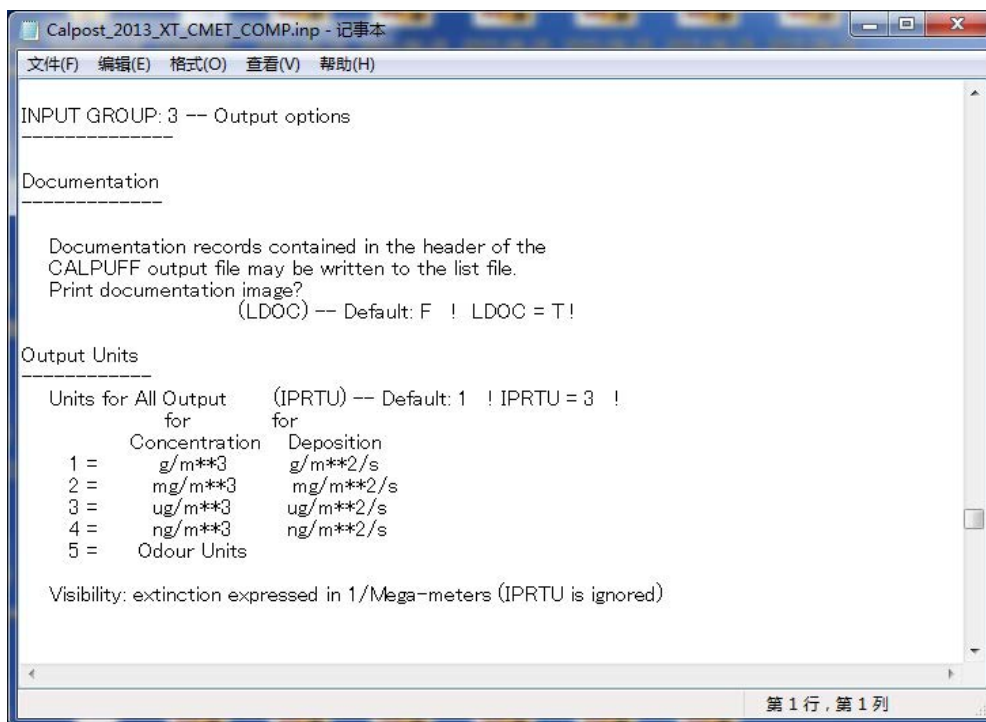 Calpost_2013_XT_CMET_COMP.inp - 记事本
文件(F) 编辑(E) 格式(O) 查看(V) 帮助(H)
INPUT GROUP: 3 -- Output options
--------------
Documentation
-------------
Documentation records contained in the header of the
CALPUFF output file may be written to the list file.
Print documentation image?
(LDOC) -- Default: F ! LDOC = T!
Output Units
------------
Units for All Output (IPRTU) -- Default: 1 ! IPRTU = 3 !
for for
Concentration Deposition
1 = g/m**3 g/m**2/s
2 = mg/m**3 mg/m**2/s
3 = ug/m**3 ug/m**2/s
4 = ng/m**3 ng/m**2/s
5 = Odour Units
Visibility: extinction expressed in 1/Mega-meters (IPRTU is ignored)
第 1 行 , 第 1 列